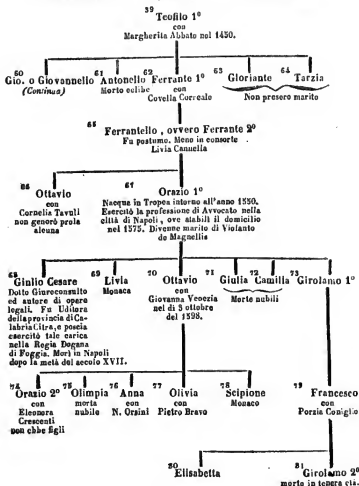 59
Teofilo 1°
con
Margherita Abbate nel 1430.
60 61 62 63 64
Gio. o Giovannello Antonello Ferrante 1° Gloriante Tarzia
(Continua) Morto celibe con Non presero marito
Covella Correale
65
Ferrantello, ovvero Ferrante 2°
Fu postumo. Menò in consorte
Livia Canuella
66 67
Ottavio Orazio 1°
con Nacque in Tropea intorno all'anno 1550.
Cornelia Tavuli Esercitò la professione di Avvocato nella
non generò prole città di Napoli, ove stabilì il domicilio
alcuna nel 1575. Divenne marito di Violante
de Magnellis
68 69 70 71 72 73
Giulio Cesare Livia Ottavio Giulia Camilla Girolamo 1°
Dotto Giureconsulto Monaca con Morte nubili
ed autore di opere Giovanna Venezia
legali. Fu Uditore nel dì 3 ottobre
della provincia di Ca- del 1598.
labria Citra, e poscia
esercitò tale carica
nella Regia Dogana
di Foggia. Morì in Napoli
dopo la metà del secolo XVII.
74 75 76 77 78 79
Orazio 2° Olimpia Anna Olivia Scipione Francesco
con morta con con Monaco con
Eleonora nubile N. Orsini Pietro Bravo Porzia Coniglio
Crescenti
non ebbe figli
80 81
Elisabetta Girolamo 2°
morto in tenera età.